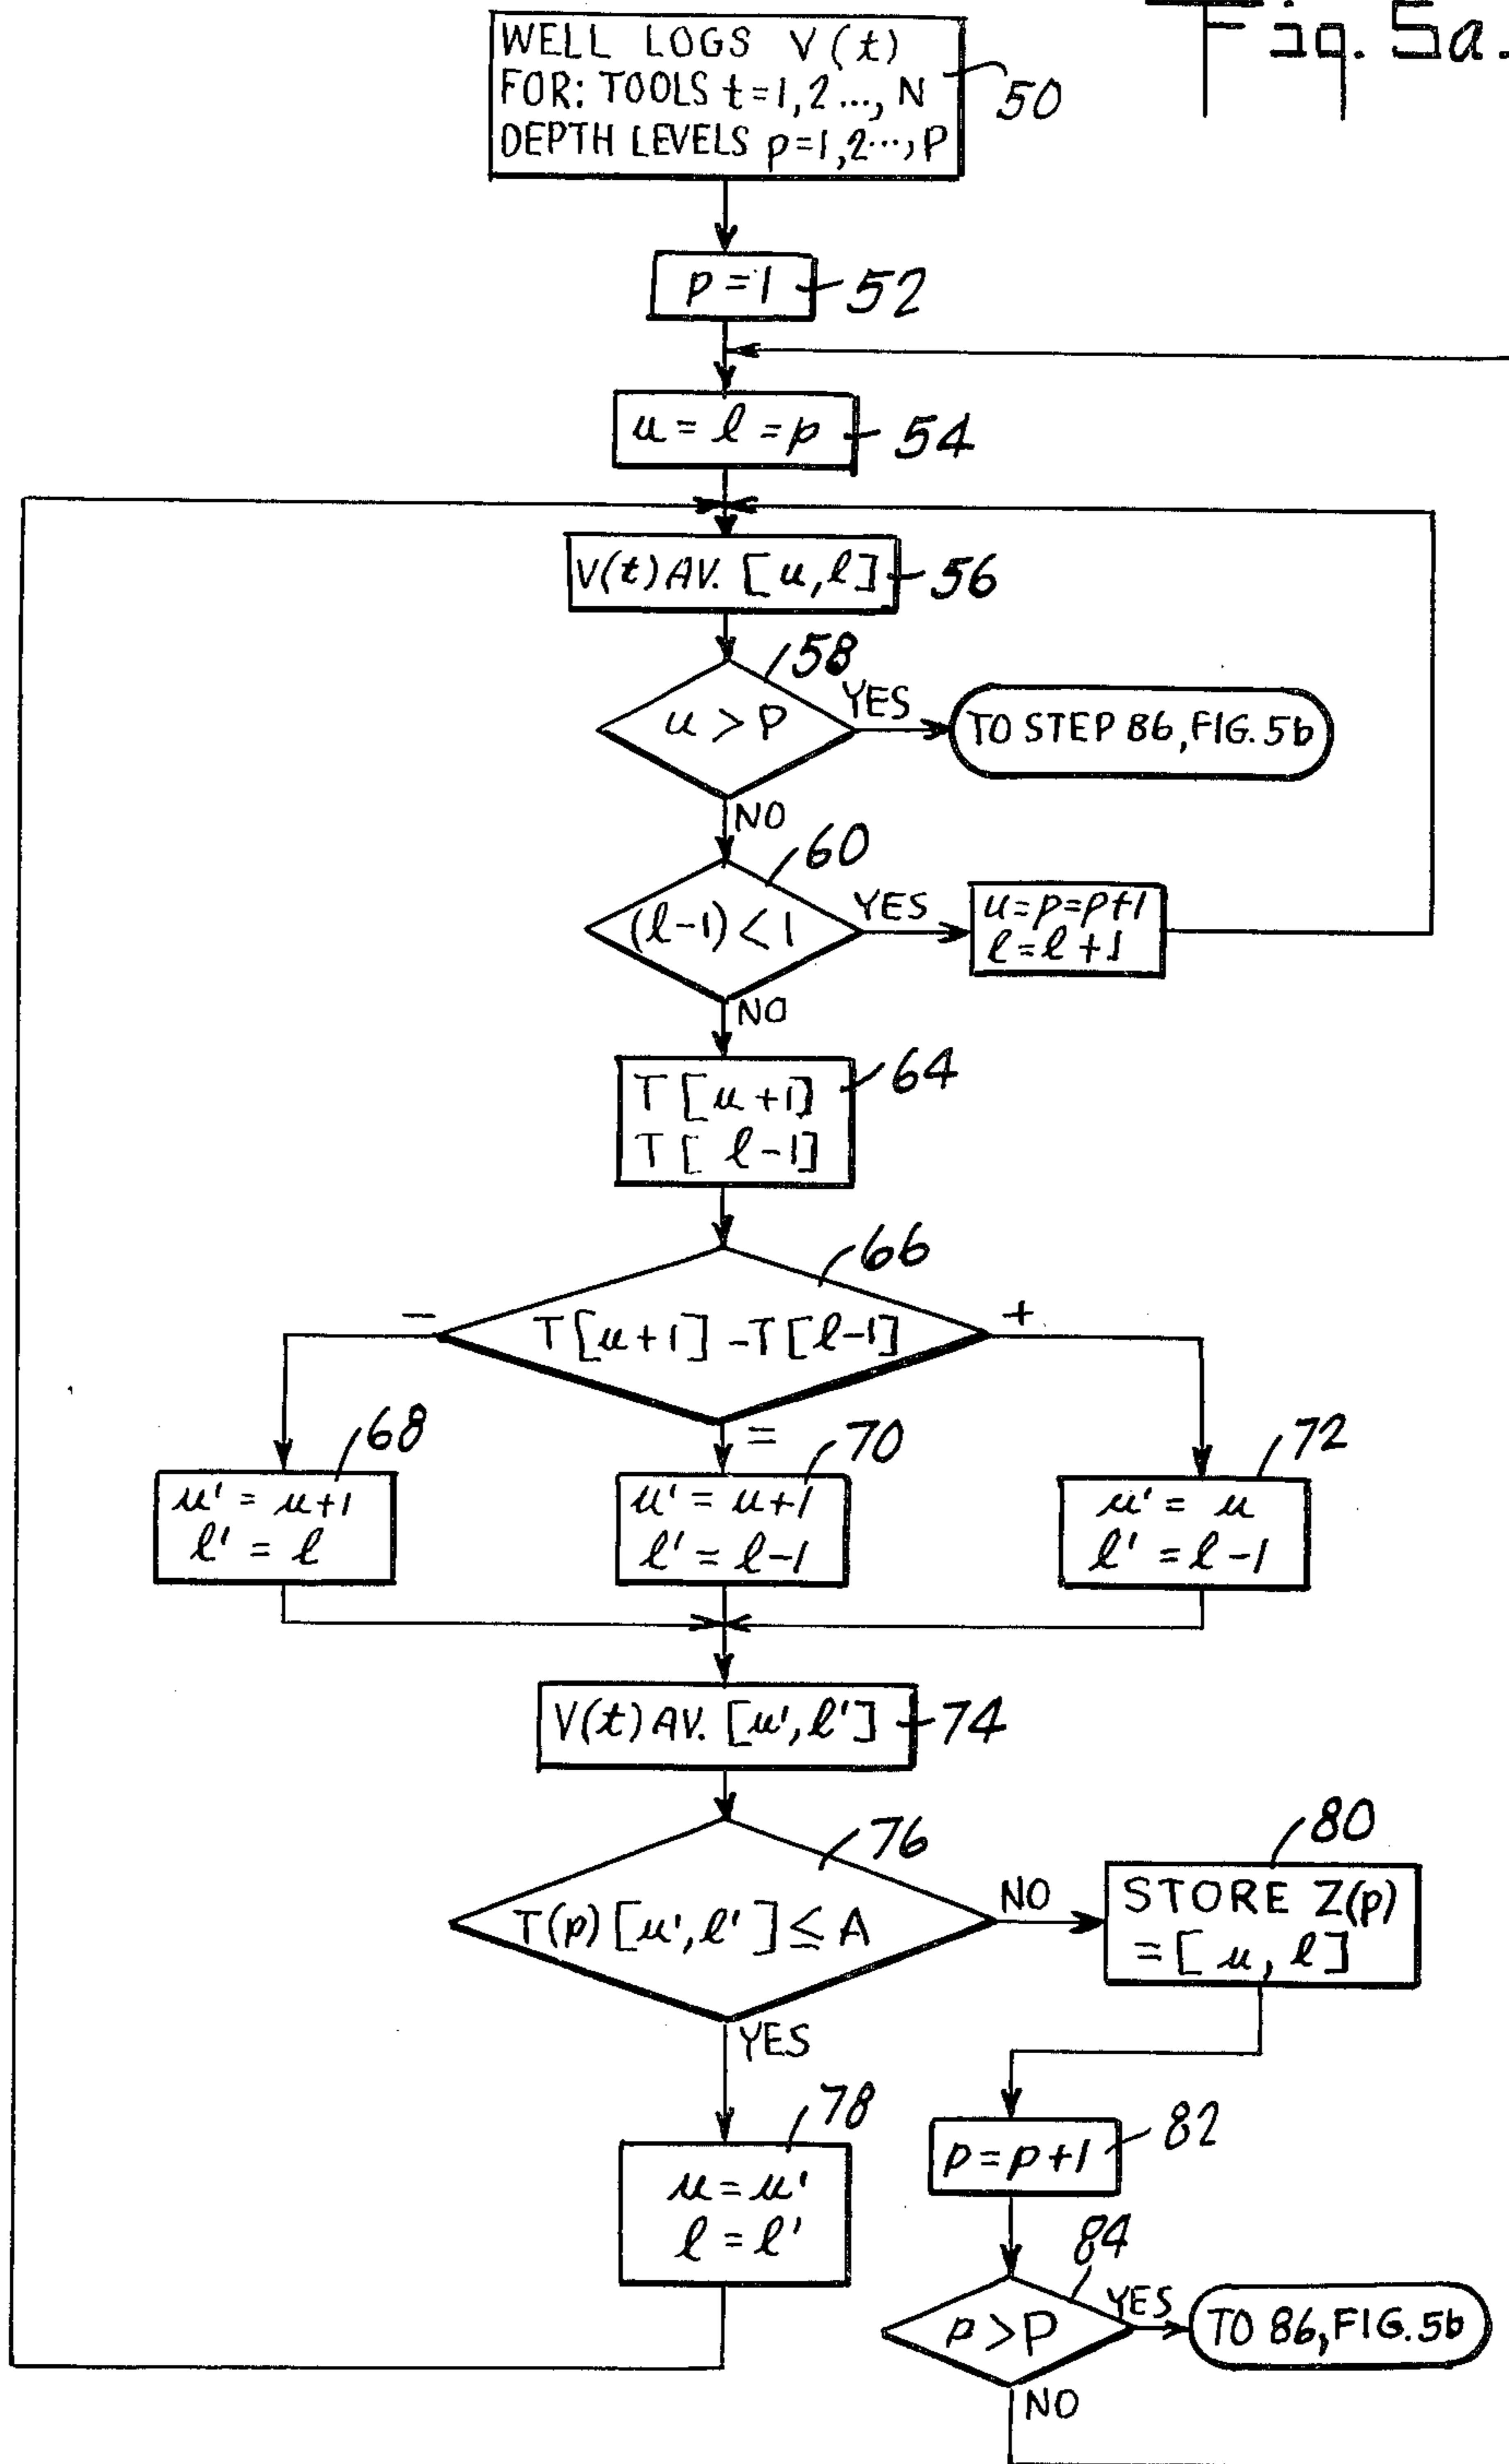 Fig. 5a.
WELL LOGS V(t)
FOR: TOOLS t=1,2...,N
DEPTH LEVELS p=1,2...,P
50
p=1
52
u=l=p
54
V(t) AV. [u,l]
56
58
u > P
YES
TO STEP 86, FIG. 5b
NO
60
(l-1) < 1
YES
u=p=p+1
l=l+1
NO
64
T[u+1]
T[l-1]
66
−
T[u+1] -T[l-1]
+
=
68
u' = u+1
l' = l
70
u' = u+1
l' = l-1
72
u' = u
l' = l-1
V(t) AV. [u',l']
74
76
T(p)[u',l'] ≤ A
NO
80
STORE Z(p)
= [u, l]
YES
78
u = u'
l = l'
p=p+1
82
84
p > P
YES
TO 86, FIG. 5b
NO